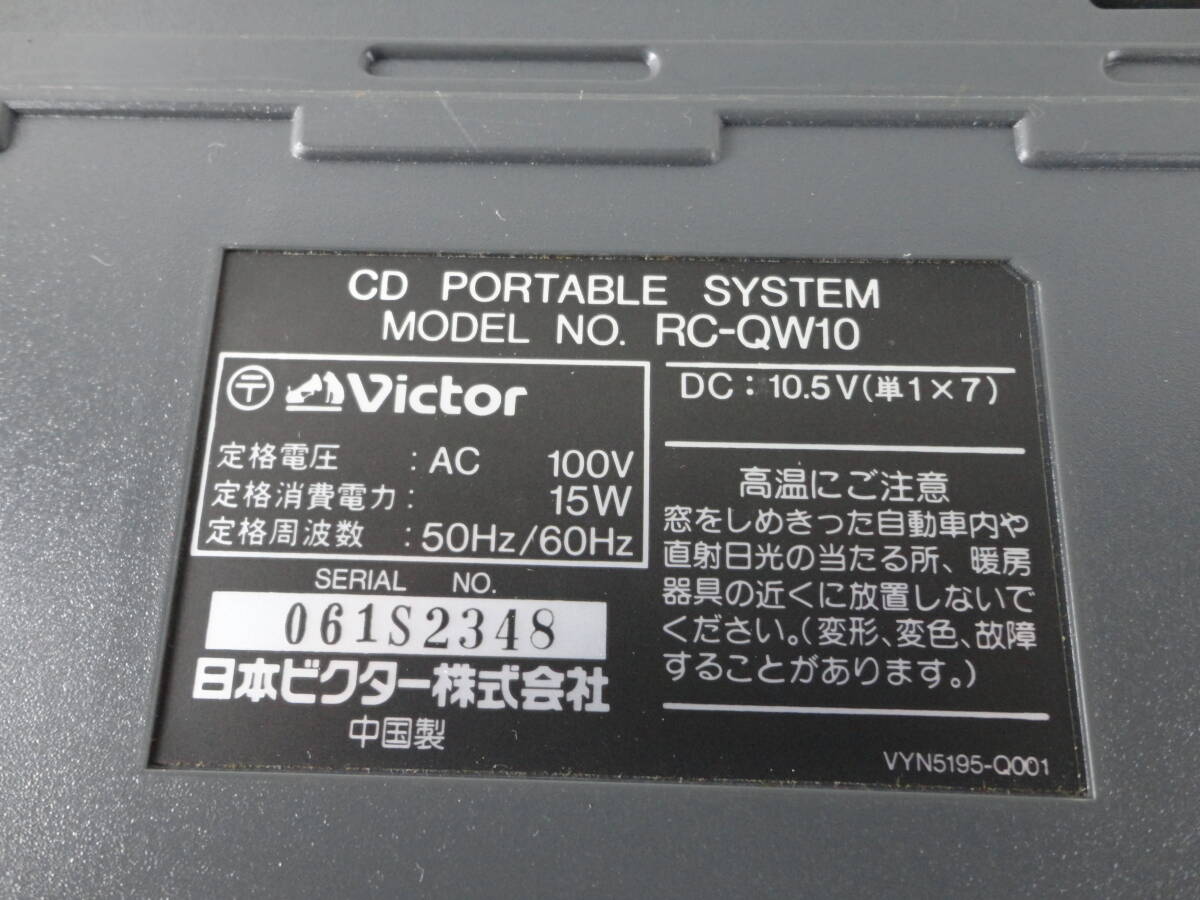 CD PORTABLE SYSTEM
MODEL NO. RC-QW10
〒 Victor
定格電圧 : AC 100V
定格消費電力: 15W
定格周波数 : 50Hz/60Hz
SERIAL NO.
061S2348
日本ビクター株式会社
中国製
DC : 10.5V(単1×7)
高温にご注意
窓をしめきった自動車内や
直射日光の当たる所、暖房
器具の近くに放置しないで
ください。(変形、変色、故障
することがあります。)
VYN5195-Q001